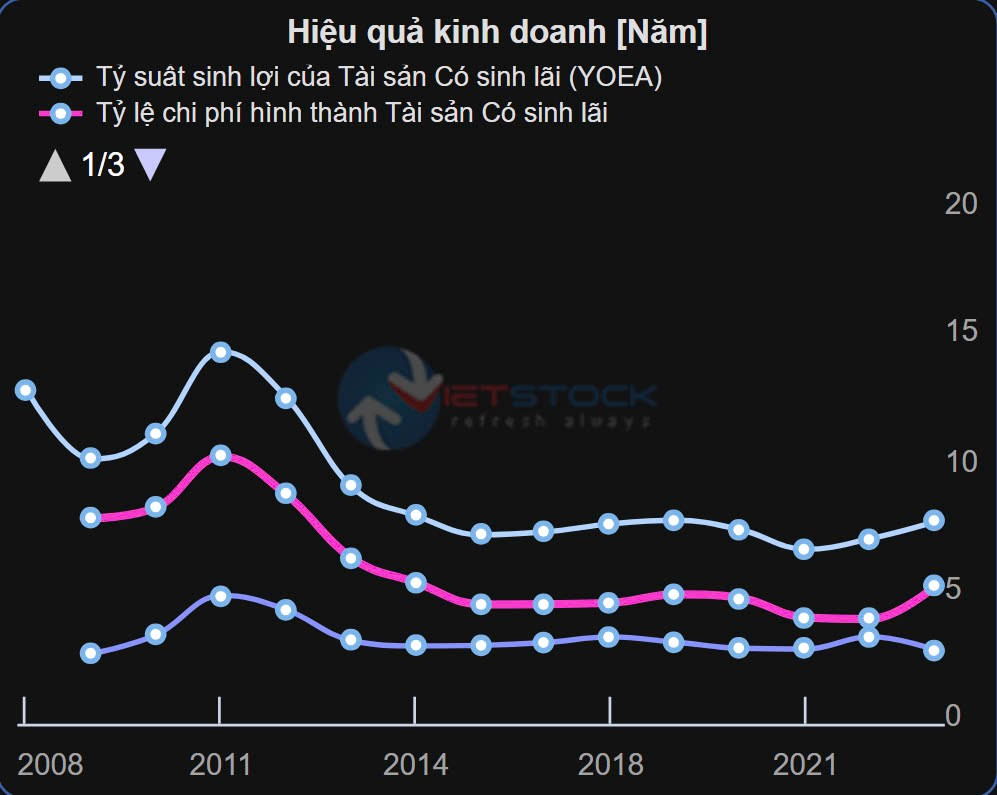 Hiệu quả kinh doanh [Năm]
Tỷ suât sinh lợi của Tài sản Có sinh lãi (YOEA)
Tỷ lệ chi phí hình thành Tài sản Có sinh lãi
1/3
20
15
10
5
0
IETSTOCK
refresh always
2008 2011 2014 2018 2021